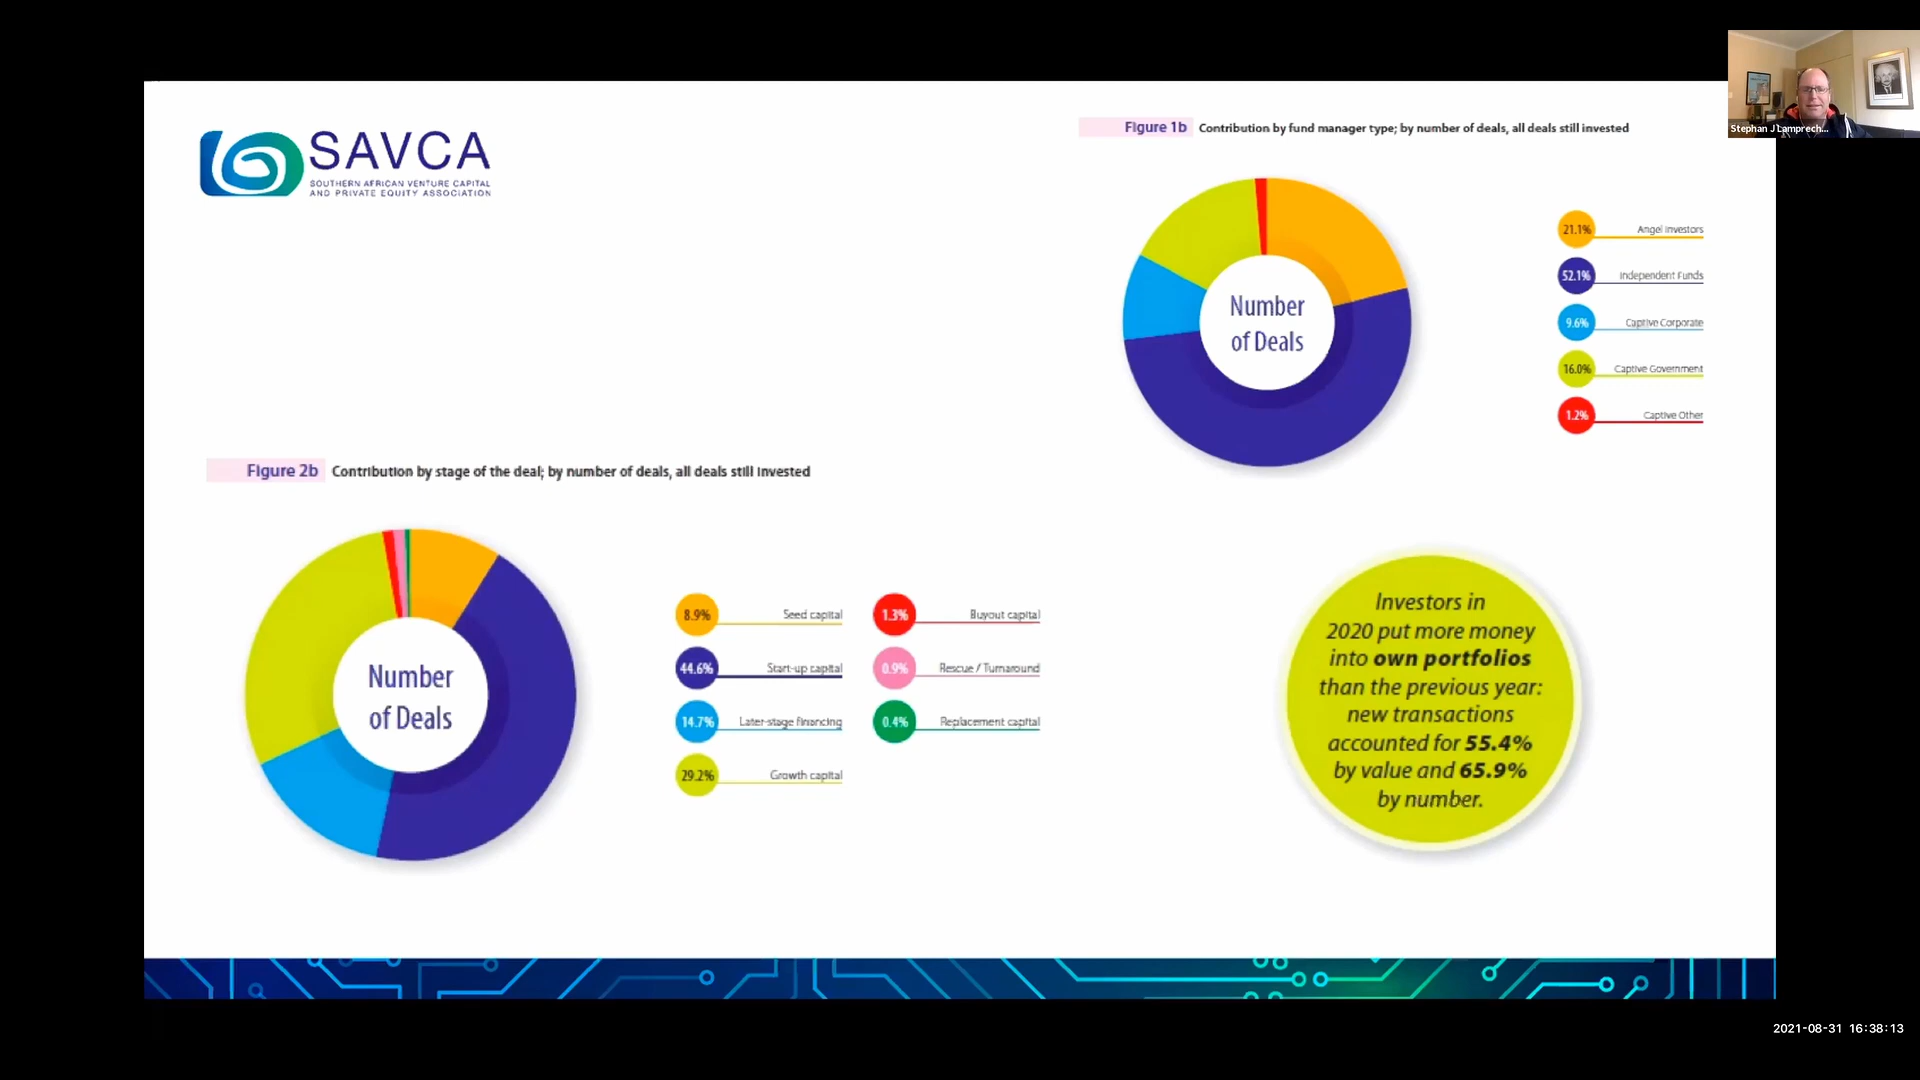 SAVCA
SOUTHERN AFRICAN VENTURE CAPITAL
AND PRIVATE EQUITY ASSOCIATION
Figure 1b Contribution by fund manager type; by number of deals, all deals still invested
Number
of Deals
21.1% Angel Investors
52.1% Independent Funds
9.6% Captive Corporate
16.0% Captive Government
1.2% Captive Other
Figure 2b Contribution by stage of the deal; by number of deals, all deals still invested
Number
of Deals
8.9% Seed capital
44.6% Start-up capital
14.7% Later-stage financing
29.2% Growth capital
1.3% Buyout capital
0.9% Rescue / Turnaround
0.4% Replacement capital
Investors in
2020 put more money
into own portfolios
than the previous year:
new transactions
accounted for 55.4%
by value and 65.9%
by number.
Stephan J Lamprech...
2021-08-31 16:38:13